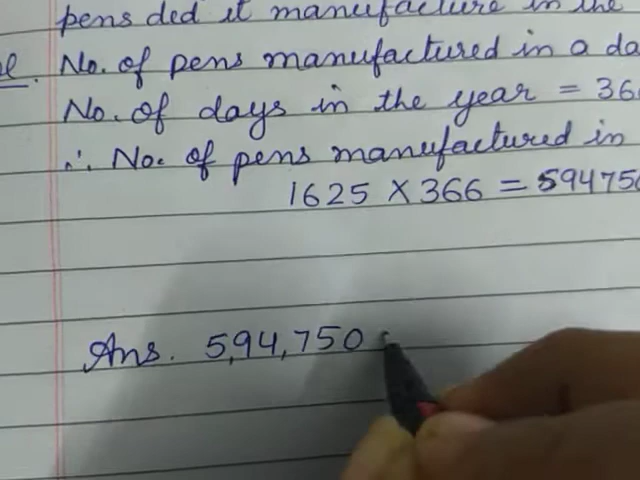 pens ded it manufacture in the
No. of pens manufactured in a da
No. of days in the year = 36
∴ No. of pens manufactured in
1625 × 366 = 594750
Ans. 5,94,750